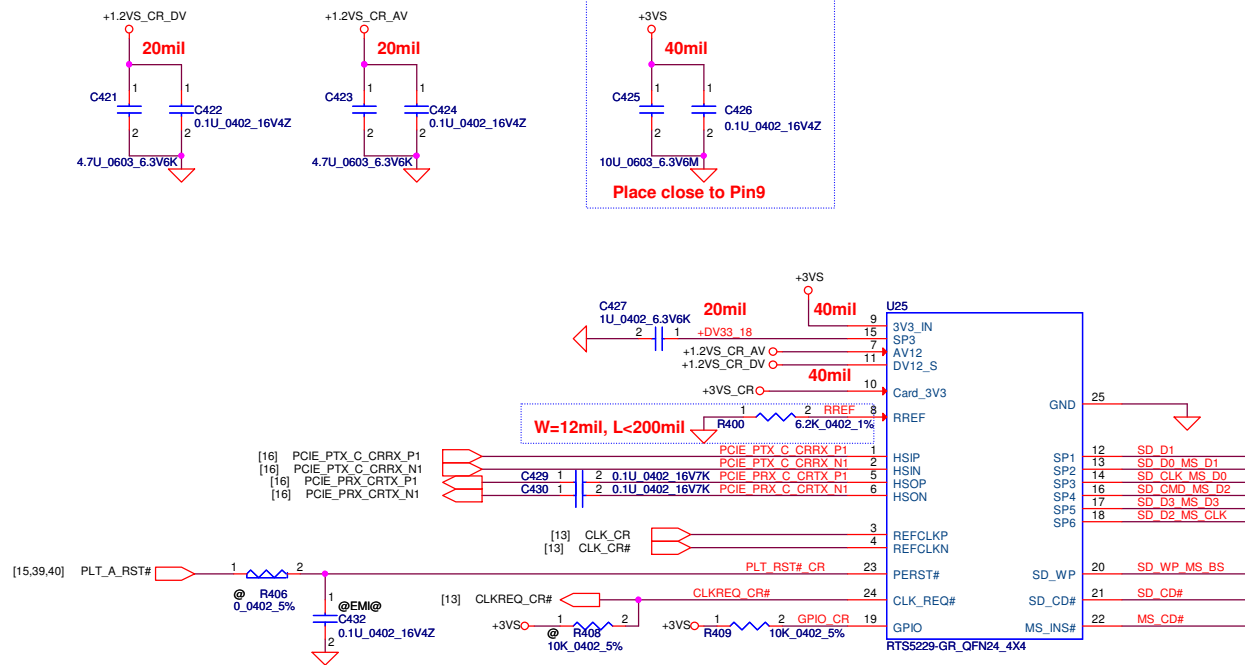 +1.2VS_CR_DV
20mil
C421
1
2
1
2
C422
0.1U_0402_16V4Z
4.7U_0603_6.3V6K
+1.2VS_CR_AV
20mil
C423
1
2
1
2
C424
0.1U_0402_16V4Z
4.7U_0603_6.3V6K
+3VS
40mil
C425
1
2
1
2
C426
0.1U_0402_16V4Z
10U_0603_6.3V6M
Place close to Pin9
+3VS
C427
1U_0402_6.3V6K
20mil
40mil
U25
2 1 +DV33_18
9 3V3_IN
15 SP3
+1.2VS_CR_AV 7 AV12
+1.2VS_CR_DV 11 DV12_S
40mil
+3VS_CR 10 Card_3V3
W=12mil, L<200mil
1 2 RREF 8 RREF
R400 6.2K_0402_1%
25 GND
[16] PCIE_PTX_C_CRRX_P1 PCIE_PTX_C_CRRX_P1 1 HSIP
[16] PCIE_PTX_C_CRRX_N1 PCIE_PTX_C_CRRX_N1 2 HSIN
[16] PCIE_PRX_CRTX_P1 C429 1 2 0.1U_0402_16V7K PCIE_PRX_C_CRTX_P1 5 HSOP
[16] PCIE_PRX_CRTX_N1 C430 1 2 0.1U_0402_16V7K PCIE_PRX_C_CRTX_N1 6 HSON
SP1 12 SD_D1
SP2 13 SD_D0_MS_D1
SP3 14 SD_CLK_MS_D0
SP4 16 SD_CMD_MS_D2
SP5 17 SD_D3_MS_D3
SP6 18 SD_D2_MS_CLK
[13] CLK_CR 3 REFCLKP
[13] CLK_CR# 4 REFCLKN
[15,39,40] PLT_A_RST# 1 2 PLT_RST#_CR 23 PERST#
@ R406
0_0402_5%
SD_WP 20 SD_WP_MS_BS
1
@EMI@
C432
0.1U_0402_16V4Z
2
[13] CLKREQ_CR# CLKREQ_CR# 24 CLK_REQ#
SD_CD# 21 SD_CD#
+3VS 1 2
@ R408
10K_0402_5%
+3VS 1 2 GPIO_CR 19 GPIO
R409 10K_0402_5%
MS_INS# 22 MS_CD#
RTS5229-GR_QFN24_4X4